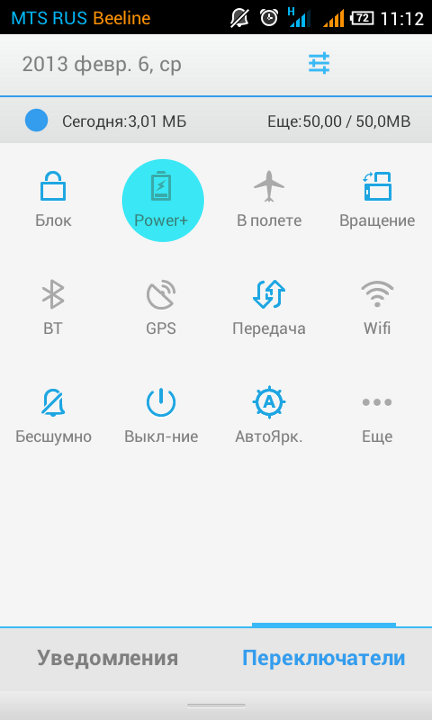 MTS RUS Beeline H 72 11:12
2013 февр. 6, ср
Сегодня:3,01 МБ Еще:50,00 / 50,0MB
Блок Power+ В полете Вращение
BT GPS Передача Wifi
A
Бесшумно Выкл-ние АвтоЯрк. Еще
Уведомления Переключатели